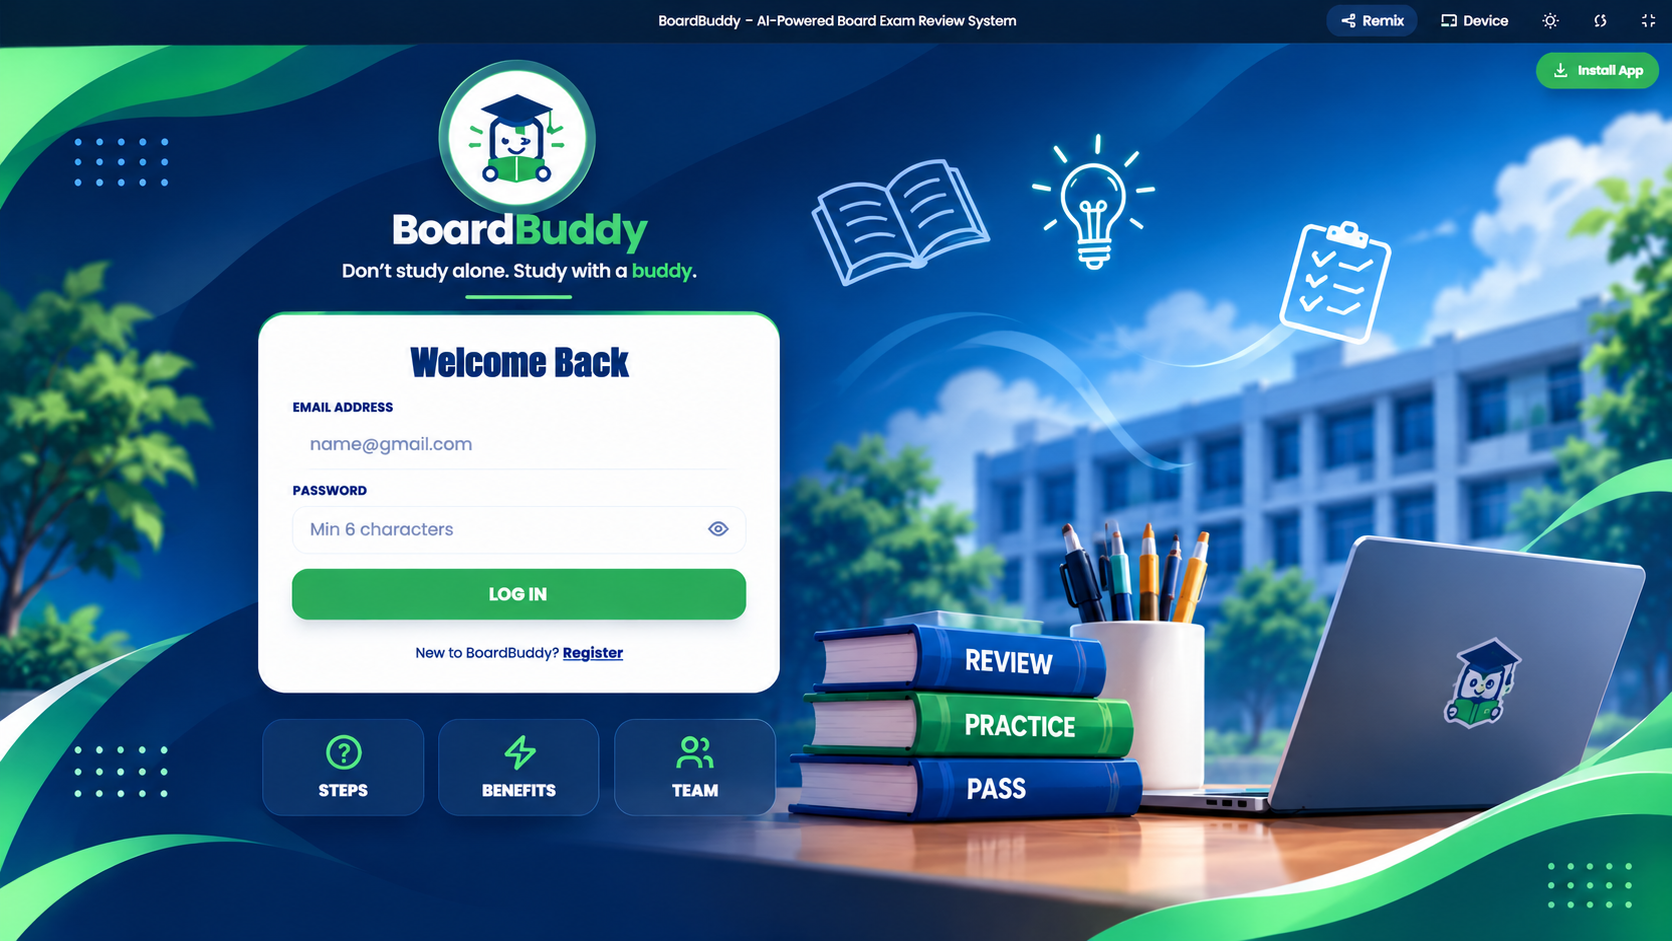 BoardBuddy – AI-Powered Board Exam Review System
Remix
Device
Install App
BoardBuddy
Don’t study alone. Study with a buddy.
Welcome Back
EMAIL ADDRESS
name@gmail.com
PASSWORD
Min 6 characters
LOG IN
New to BoardBuddy? Register
STEPS
BENEFITS
TEAM
REVIEW
PRACTICE
PASS